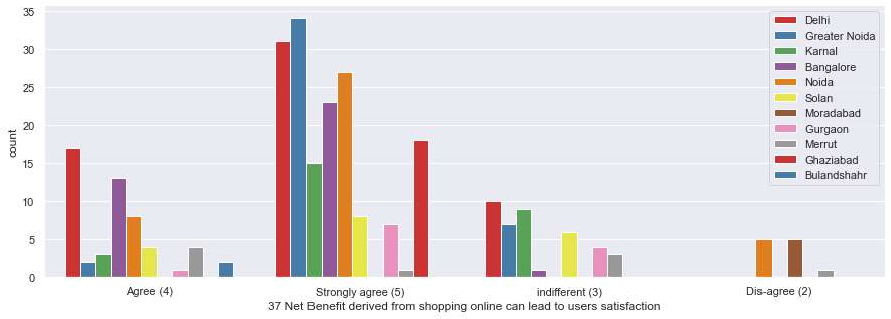 35
30
25
20
15
10
5
0
count
Agree (4)
Strongly agree (5)
indifferent (3)
Dis-agree (2)
37 Net Benefit derived from shopping online can lead to users satisfaction
Delhi
Greater Noida
Karnal
Bangalore
Noida
Solan
Moradabad
Gurgaon
Merrut
Ghaziabad
Bulandshahr